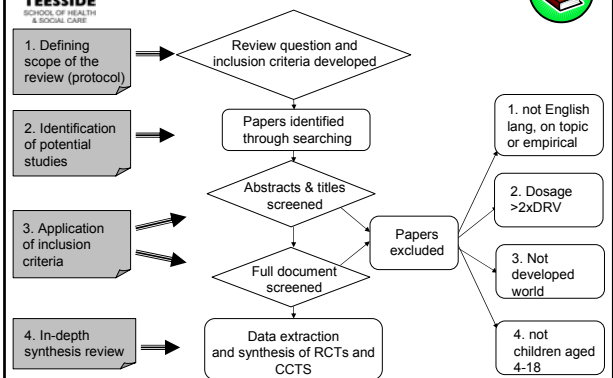 TEESSIDE
SCHOOL OF HEALTH
& SOCIAL CARE
1. Defining
scope of the
review (protocol)
Review question and
inclusion criteria developed
2. Identification
of potential
studies
Papers identified
through searching
3. Application
of inclusion
criteria
Abstracts & titles
screened
Full document
screened
Papers
excluded
1. not English
lang, on topic
or empirical
2. Dosage
>2xDRV
3. Not
developed
world
4. not
children aged
4-18
4. In-depth
synthesis review
Data extraction
and synthesis of RCTs and
CCTS